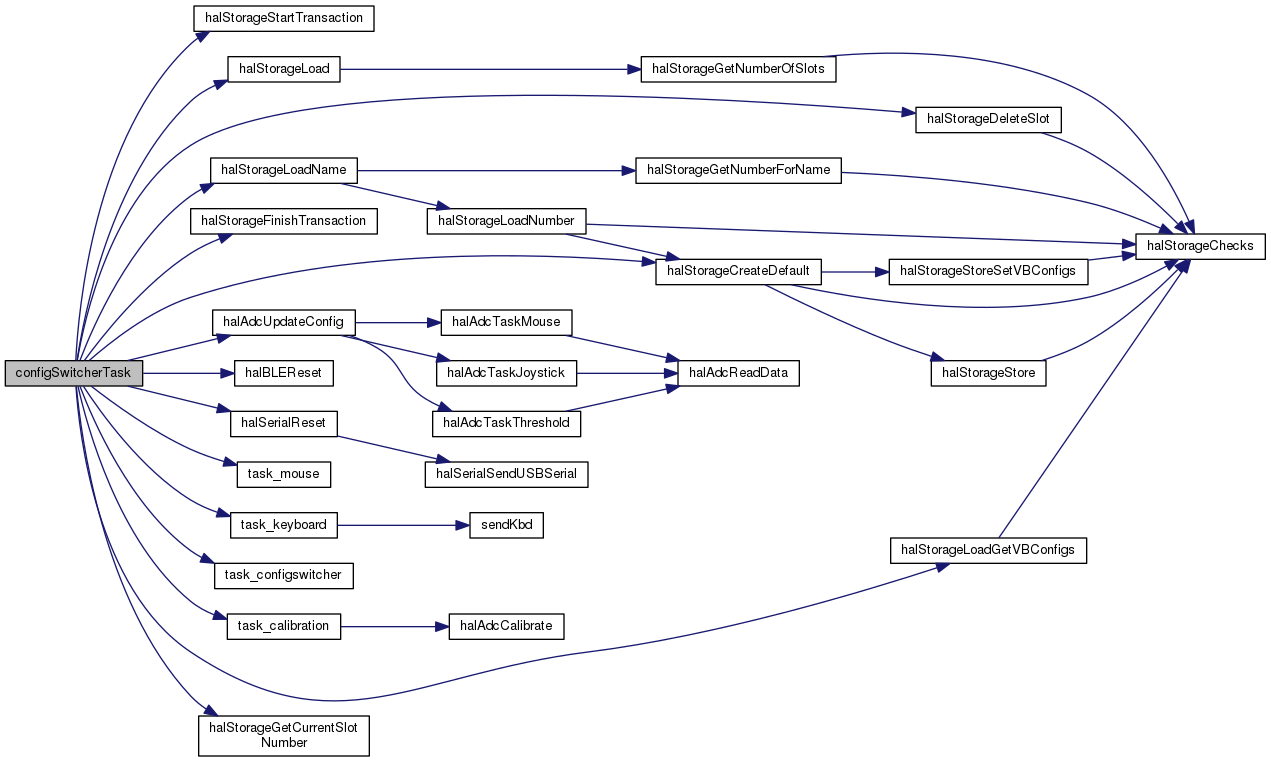 halStorageStartTransaction
halStorageLoad
halStorageGetNumberOfSlots
halStorageDeleteSlot
halStorageLoadName
halStorageGetNumberForName
halStorageFinishTransaction
halStorageLoadNumber
halStorageChecks
halStorageCreateDefault
halStorageStoreSetVBConfigs
halAdcUpdateConfig
halAdcTaskMouse
configSwitcherTask
halBLEReset
halAdcTaskJoystick
halAdcReadData
halStorageStore
halSerialReset
halAdcTaskThreshold
task_mouse
halSerialSendUSBSerial
task_keyboard
sendKbd
halStorageLoadGetVBConfigs
task_configswitcher
task_calibration
halAdcCalibrate
halStorageGetCurrentSlot
Number